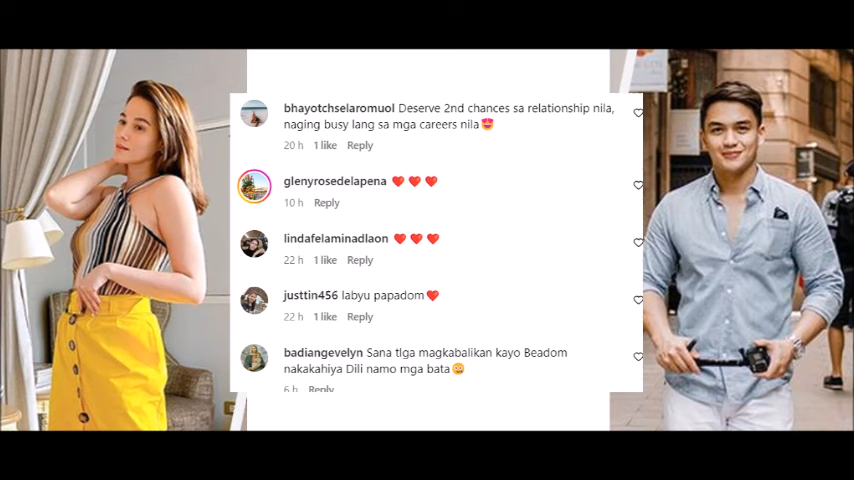 bhayotchselaromuol Deserve 2nd chances sa relationship nila,
naging busy lang sa mga careers nila😍
20 h 1 like Reply
glenyrosedelapena ❤️ ❤️ ❤️
10 h Reply
lindafelaminadlaon ❤️ ❤️ ❤️
22 h 1 like Reply
justtin456 labyu papadom❤️
22 h 1 like Reply
badiangevelyn Sana tlga magkabalikan kayo Beadom
nakakahiya Dili namo mga bata😳
6 h Reply